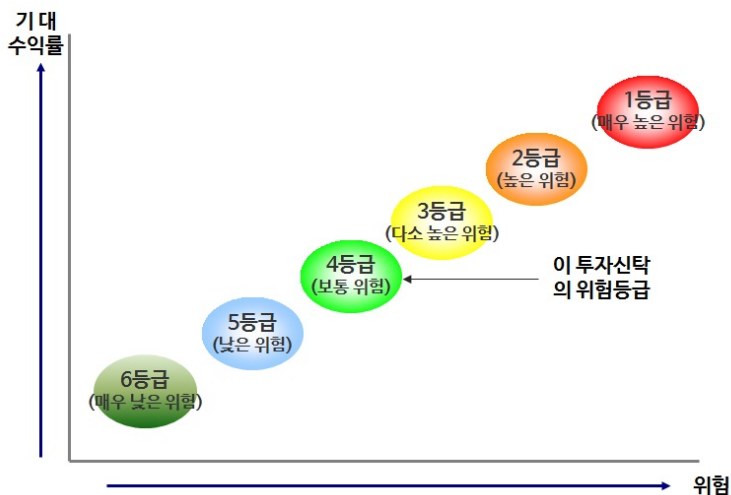 기 대
수익률
1등급
(매우 높은 위험)
2등급
(높은 위험)
3등급
(다소 높은 위험)
4등급
(보통 위험)
이 투자신탁
의 위험등급
5등급
(낮은 위험)
6등급
(매우 낮은 위험)
위험